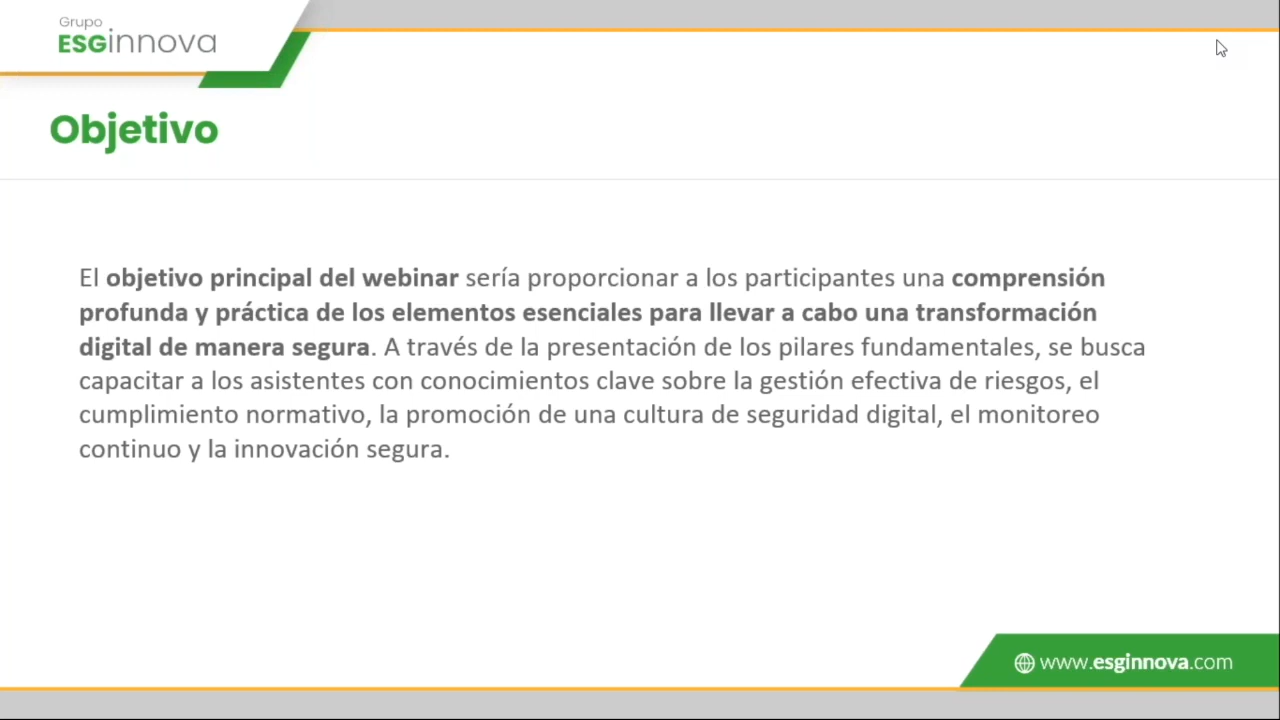 Grupo
ESGinnova
Objetivo
El objetivo principal del webinar sería proporcionar a los participantes una comprensión
profunda y práctica de los elementos esenciales para llevar a cabo una transformación
digital de manera segura. A través de la presentación de los pilares fundamentales, se busca
capacitar a los asistentes con conocimientos clave sobre la gestión efectiva de riesgos, el
cumplimiento normativo, la promoción de una cultura de seguridad digital, el monitoreo
continuo y la innovación segura.
www.esginnova.com